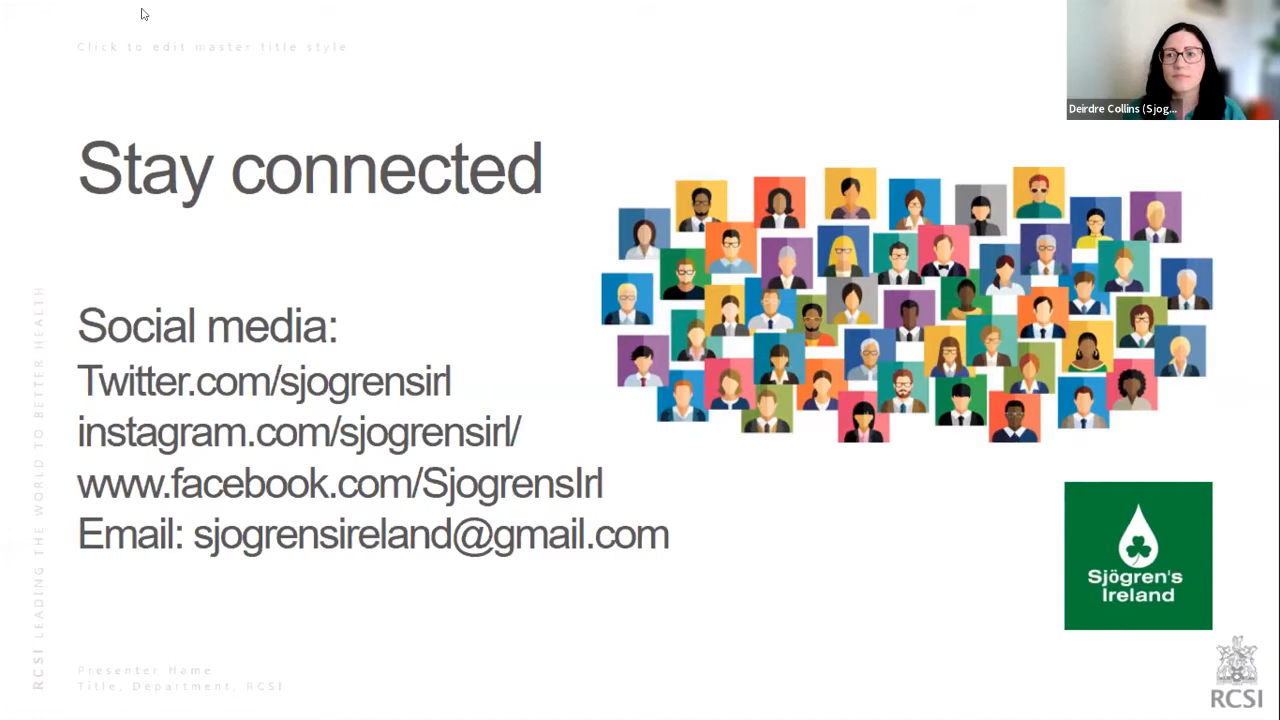 Click to edit master title style
Deirdre Collins (Sjog...
Stay connected
Social media:
Twitter.com/sjogrensirl
instagram.com/sjogrensirl/
www.facebook.com/SjogrensIrl
Email: sjogrensireland@gmail.com
Sjögren's
Ireland
RCSI LEADING THE WORLD TO BETTER HEALTH
Presenter Name
Title, Department, RCSI
RCSI